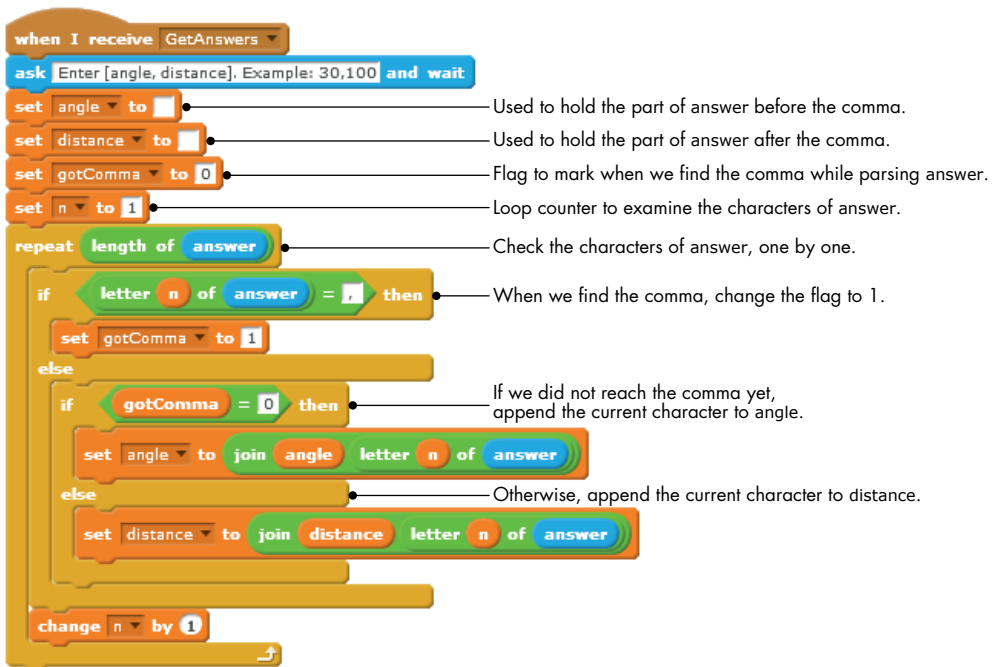 when I receive GetAnswers
ask Enter [angle, distance]. Example: 30,100 and wait
set angle to Used to hold the part of answer before the comma.
set distance to Used to hold the part of answer after the comma.
set gotComma to 0 Flag to mark when we find the comma while parsing answer.
set n to 1 Loop counter to examine the characters of answer.
repeat length of answer Check the characters of answer, one by one.
if letter n of answer = , then When we find the comma, change the flag to 1.
set gotComma to 1
else
if gotComma = 0 then If we did not reach the comma yet,
append the current character to angle.
set angle to join angle letter n of answer
else Otherwise, append the current character to distance.
set distance to join distance letter n of answer
change n by 1